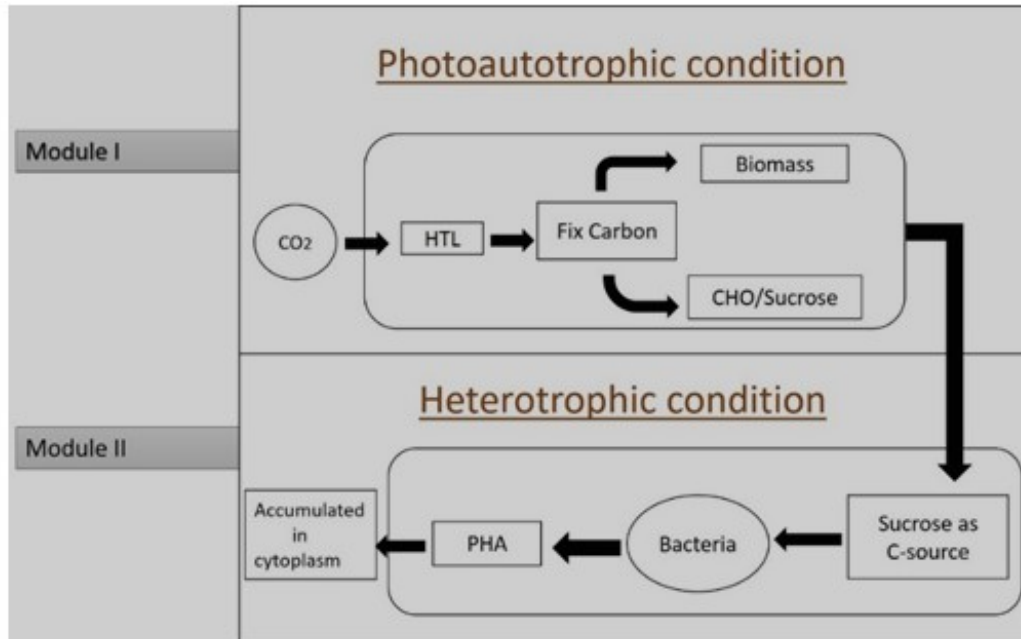 Photoautotrophic condition
Module I
Biomass
CO2
HTL
Fix Carbon
CHO/Sucrose
Heterotrophic condition
Module II
Accumulated
in
cytoplasm
PHA
Bacteria
Sucrose as
C-source